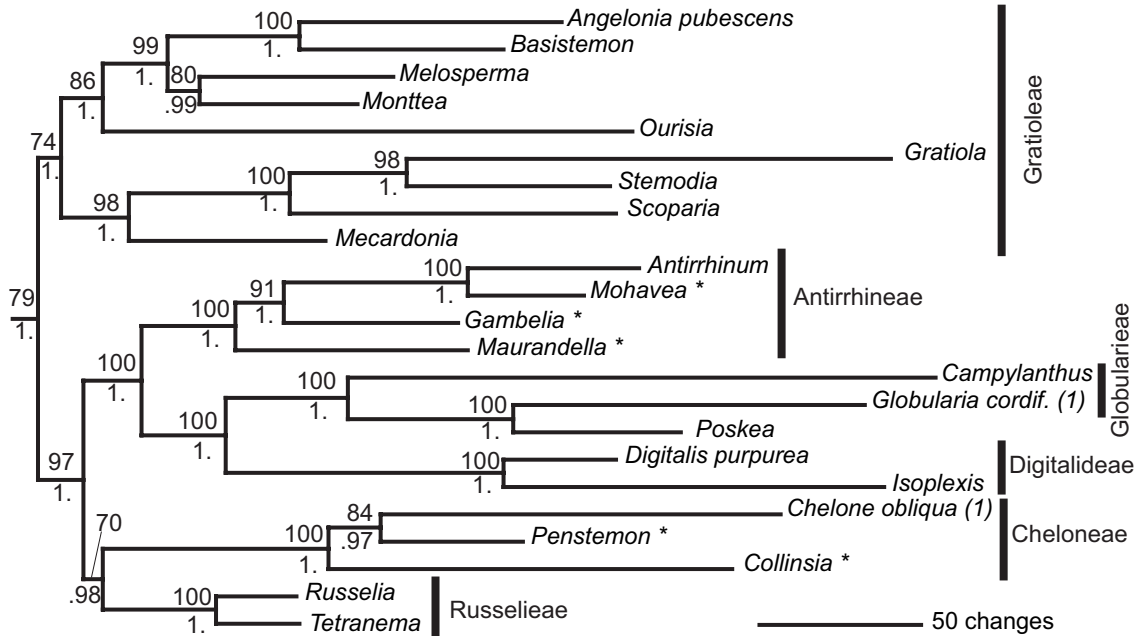 100
Angelonia pubescens
1.
Basistemon
99
1.
80
Melosperma
.99
Monttea
86
1.
Ourisia
74
1.
98
Gratiola
1.
Stemodia
100
1.
Scoparia
98
1.
Mecardonia
Gratioleae
79
1.
100
Antirrhinum
1.
Mohavea *
91
1.
Gambelia *
100
1.
Maurandella *
Antirrhineae
100
1.
100
Campylanthus
1.
100
Globularia cordif. (1)
1.
Poskea
Globularieae
100
1.
100
Digitalis purpurea
1.
Isoplexis
Digitalideae
97
1.
84
Chelone obliqua (1)
.97
Penstemon *
100
1.
Collinsia *
Cheloneae
70
.98
100
Russelia
1.
Tetranema
Russelieae
50 changes